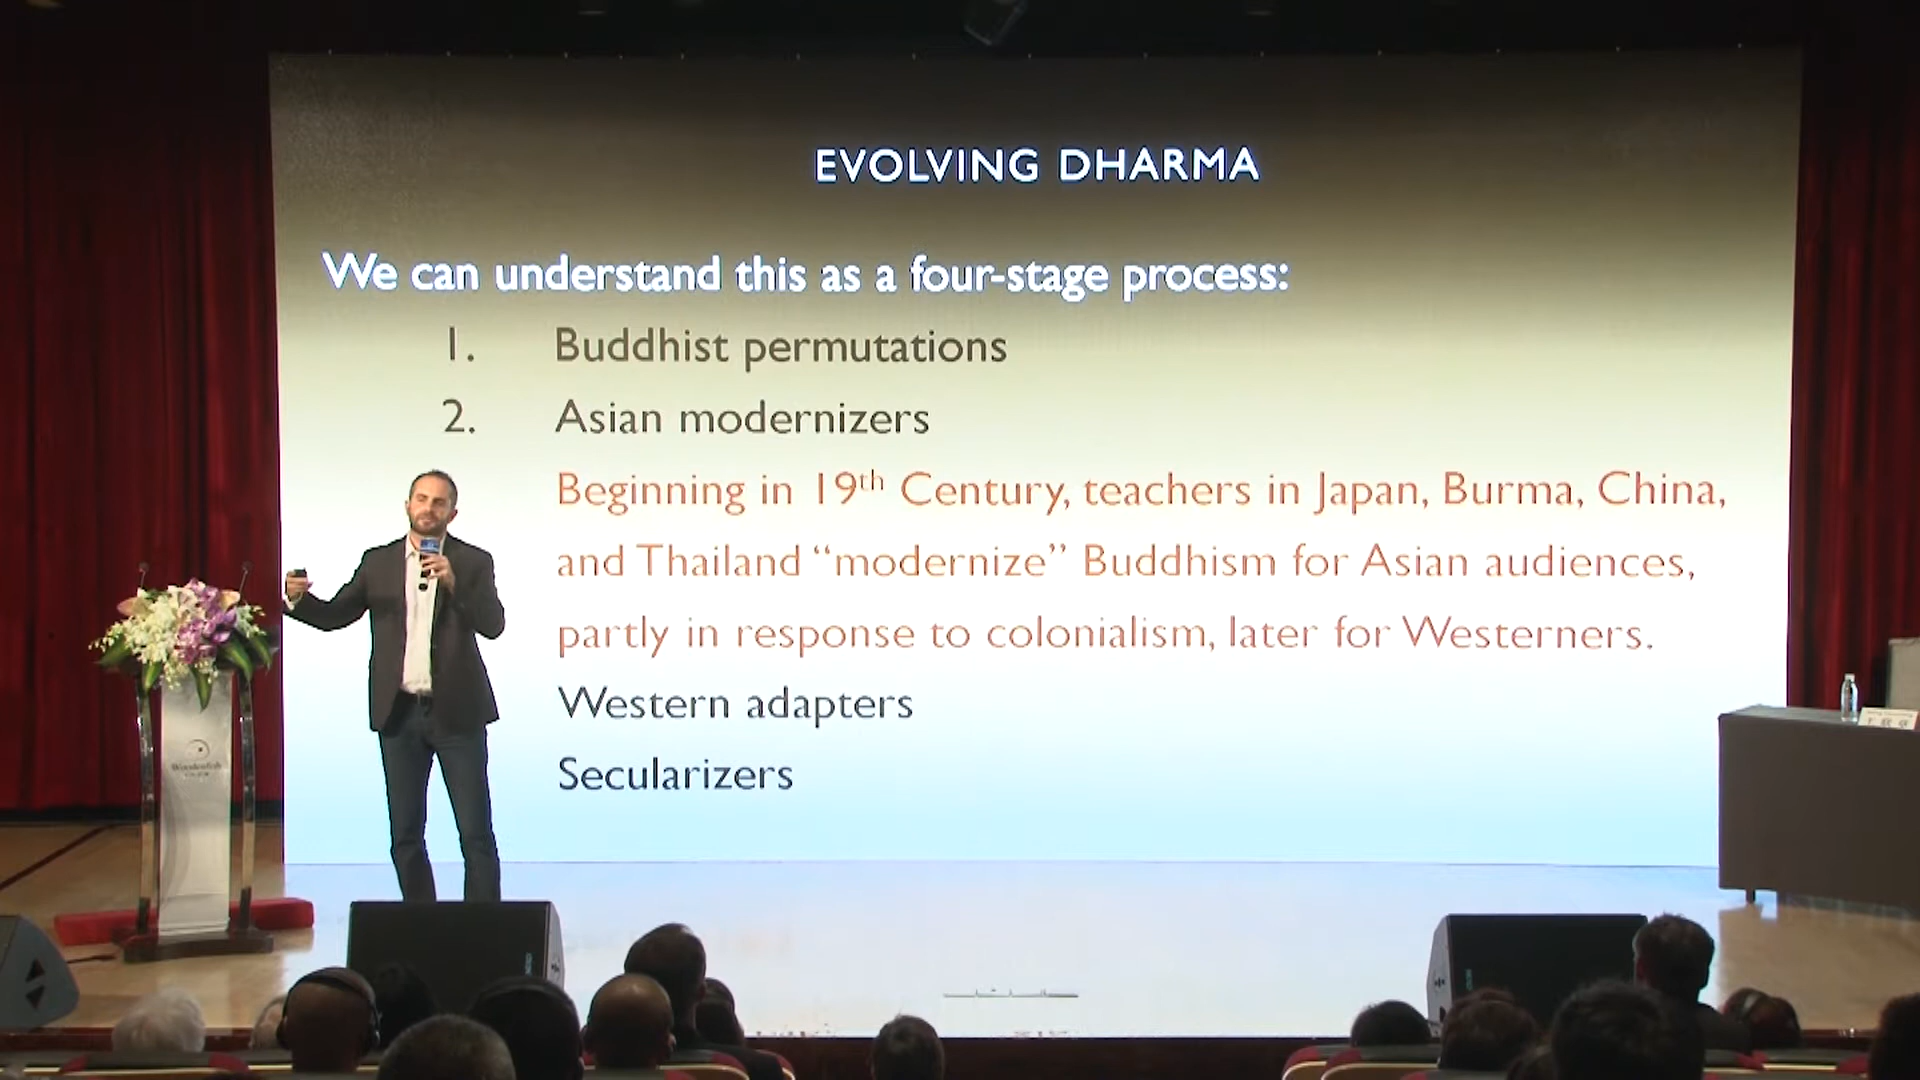 EVOLVING DHARMA
We can understand this as a four-stage process:
1. Buddhist permutations
2. Asian modernizers
Beginning in 19th Century, teachers in Japan, Burma, China,
and Thailand “modernize” Buddhism for Asian audiences,
partly in response to colonialism, later for Westerners.
Western adapters
Secularizers
Woodenfish